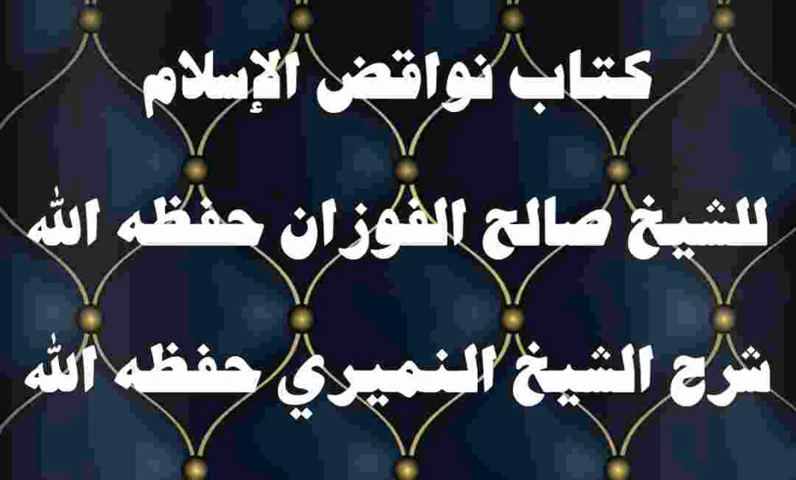 كتاب نواقض الإسلام
للشيخ صالح الفوزان حفظه الله
شرح الشيخ النميري حفظه الله